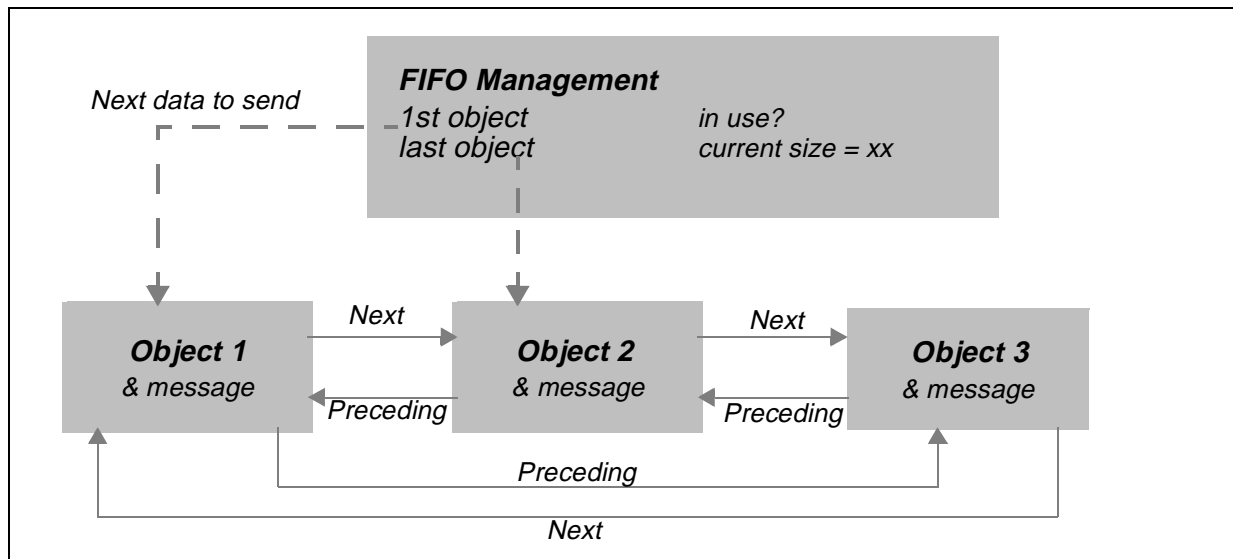 FIFO Management
Next data to send
1st object
in use?
last object
current size = xx
Next
Next
Object 1
& message
Object 2
& message
Object 3
& message
Preceding
Preceding
Preceding
Next